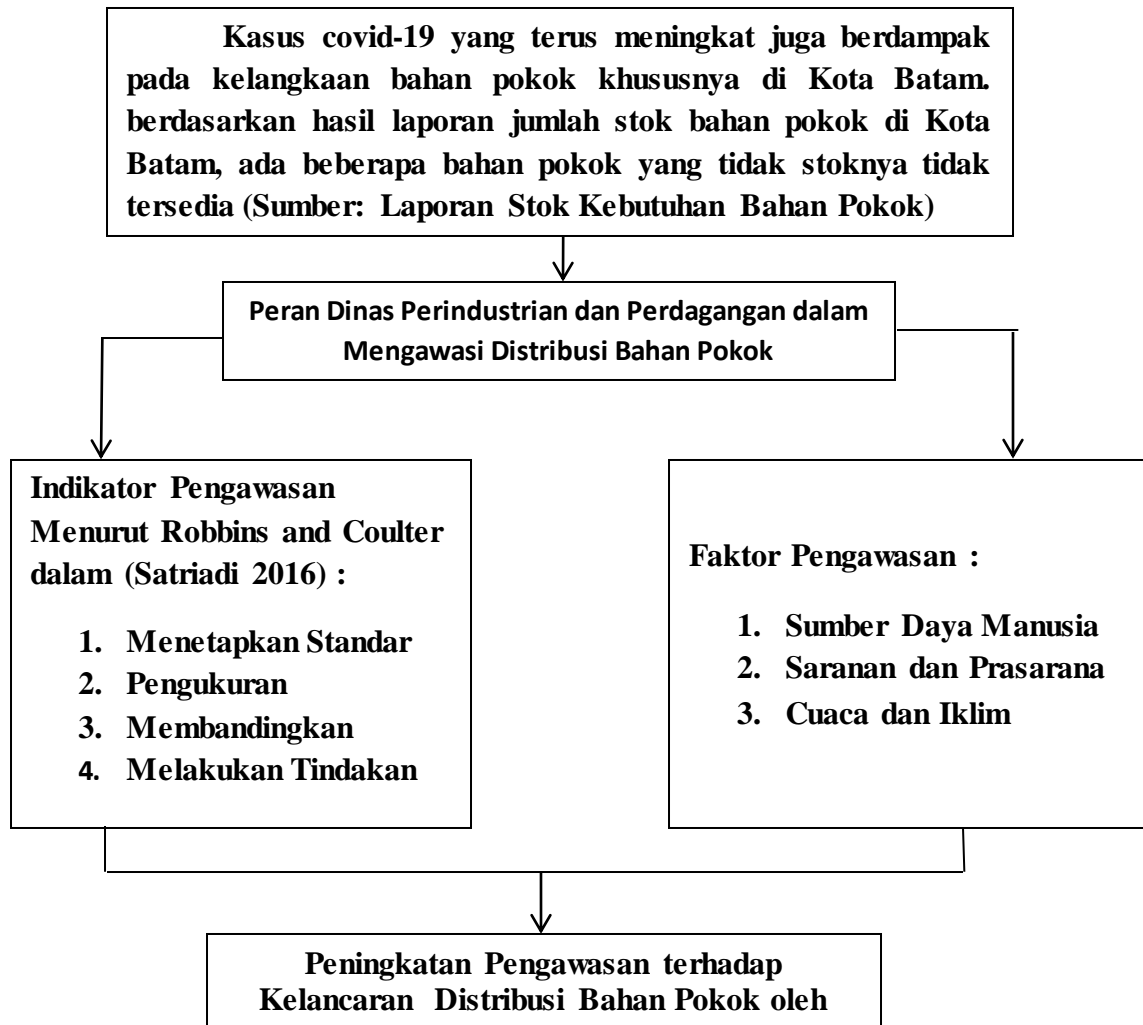 Kasus covid-19 yang terus meningkat juga berdampak
pada kelangkaan bahan pokok khususnya di Kota Batam.
berdasarkan hasil laporan jumlah stok bahan pokok di Kota
Batam, ada beberapa bahan pokok yang tidak stoknya tidak
tersedia (Sumber: Laporan Stok Kebutuhan Bahan Pokok)
Peran Dinas Perindustrian dan Perdagangan dalam
Mengawasi Distribusi Bahan Pokok
Indikator Pengawasan
Menurut Robbins and Coulter
dalam (Satriadi 2016) :
1. Menetapkan Standar
2. Pengukuran
3. Membandingkan
4. Melakukan Tindakan
Faktor Pengawasan :
1. Sumber Daya Manusia
2. Saranan dan Prasarana
3. Cuaca dan Iklim
Peningkatan Pengawasan terhadap
Kelancaran Distribusi Bahan Pokok oleh